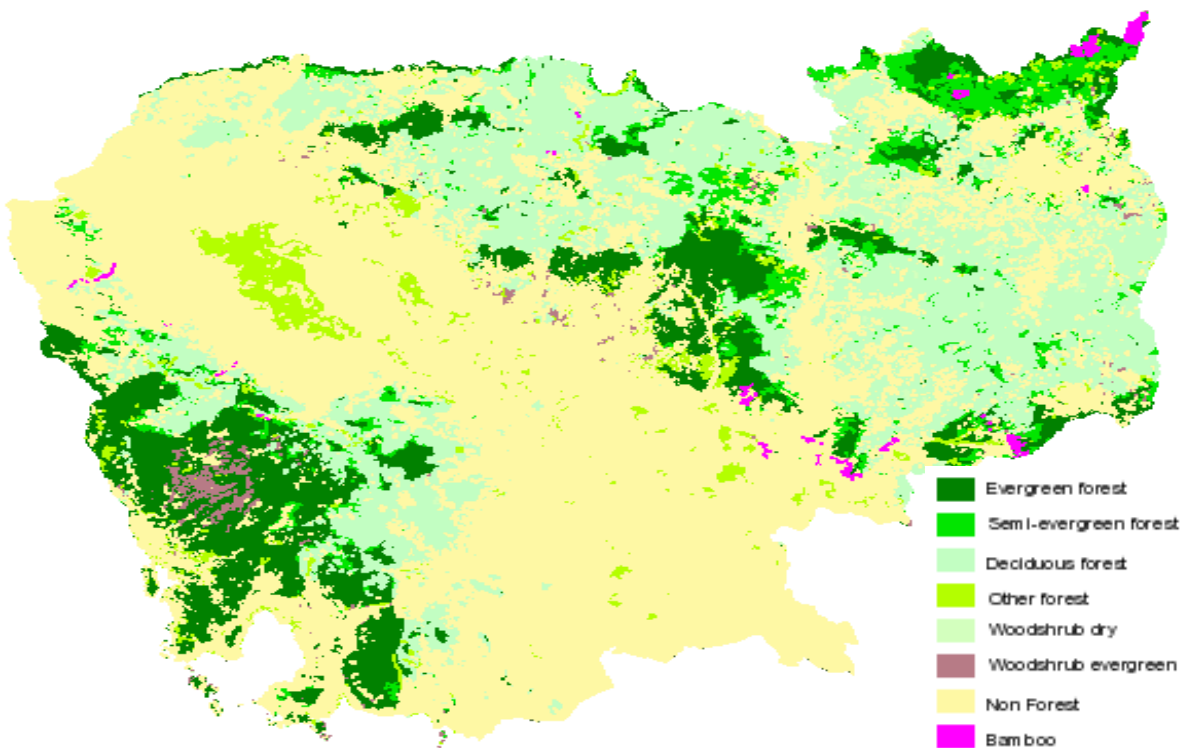 Evergreen forest
Semi-evergreen forest
Deciduous forest
Other forest
Woodshrub dry
Woodshrub evergreen
Non Forest
Bamboo